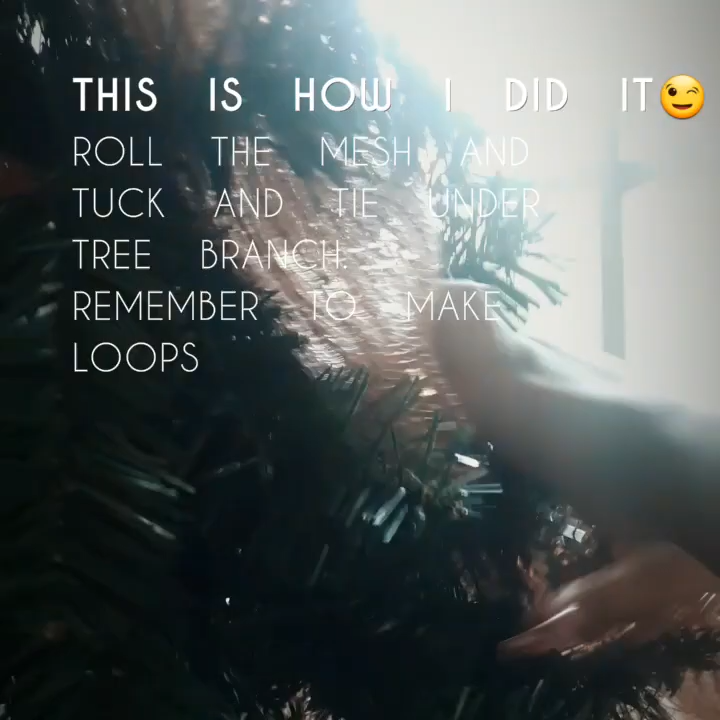 THIS IS HOW I DID IT😉
ROLL THE MESH AND
TUCK AND TIE UNDER
TREE BRANCH.
REMEMBER TO MAKE
LOOPS